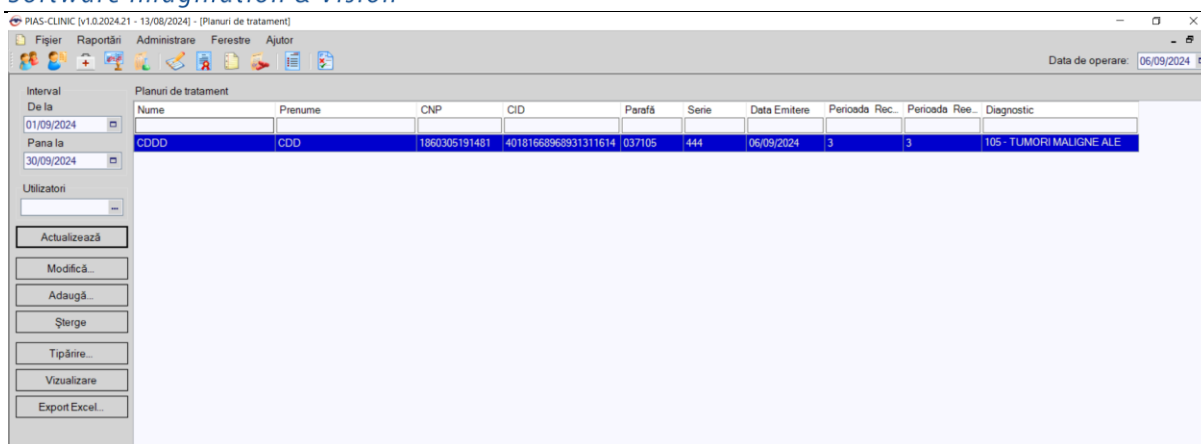 Software Imagination & Vision
PIAS-CLINIC [v1.0.2024.21 - 13/08/2024] - [Planuri de tratament]
Fișier Raportări Administrare Ferestre Ajutor
Data de operare: 06/09/2024
Interval
De la
01/09/2024
Pana la
30/09/2024
Utilizatori
...
Actualizează
Modifică...
Adaugă...
Șterge
Tipărire...
Vizualizare
Export Excel...
Planuri de tratament
Nume Prenume CNP CID Parafă Serie Data Emitere Perioada Rec... Perioada Ree... Diagnostic
CDDD CDD 1860305191481 40181668968931311614 037105 444 06/09/2024 3 3 105 - TUMORI MALIGNE ALE